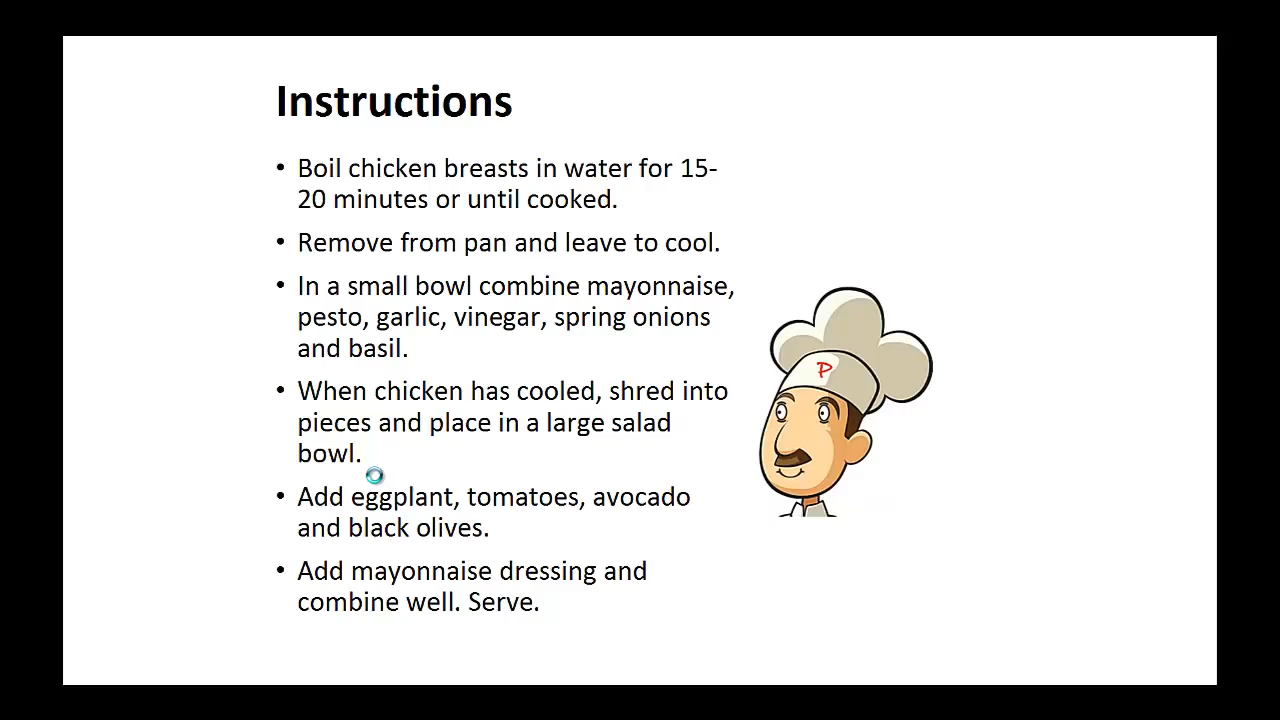 Instructions
• Boil chicken breasts in water for 15-
20 minutes or until cooked.
• Remove from pan and leave to cool.
• In a small bowl combine mayonnaise,
pesto, garlic, vinegar, spring onions
and basil.
• When chicken has cooled, shred into
pieces and place in a large salad
bowl.
• Add eggplant, tomatoes, avocado
and black olives.
• Add mayonnaise dressing and
combine well. Serve.
P